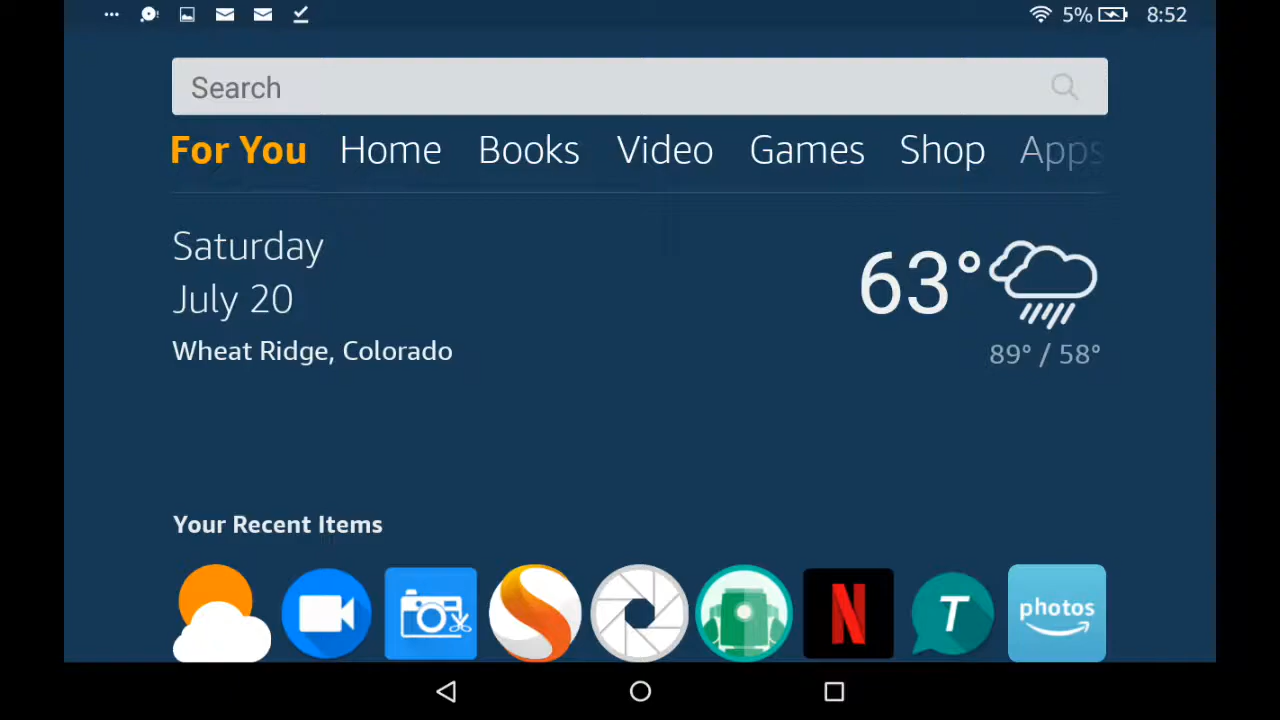 5% 8:52
Search
For You Home Books Video Games Shop Apps
Saturday
July 20
63°
Wheat Ridge, Colorado
89° / 58°
Your Recent Items
N
T
photos